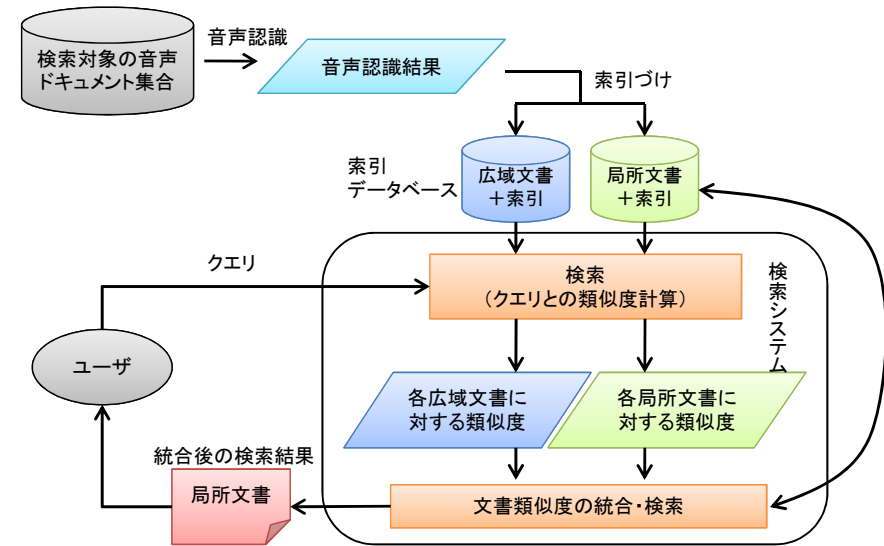 検索対象の音声
ドキュメント集合
音声認識
音声認識結果
索引づけ
索引
データベース
広域文書
＋索引
局所文書
＋索引
クエリ
検索
（クエリとの類似度計算）
検索システム
ユーザ
各広域文書に
対する類似度
各局所文書に
対する類似度
統合後の検索結果
局所文書
文書類似度の統合・検索